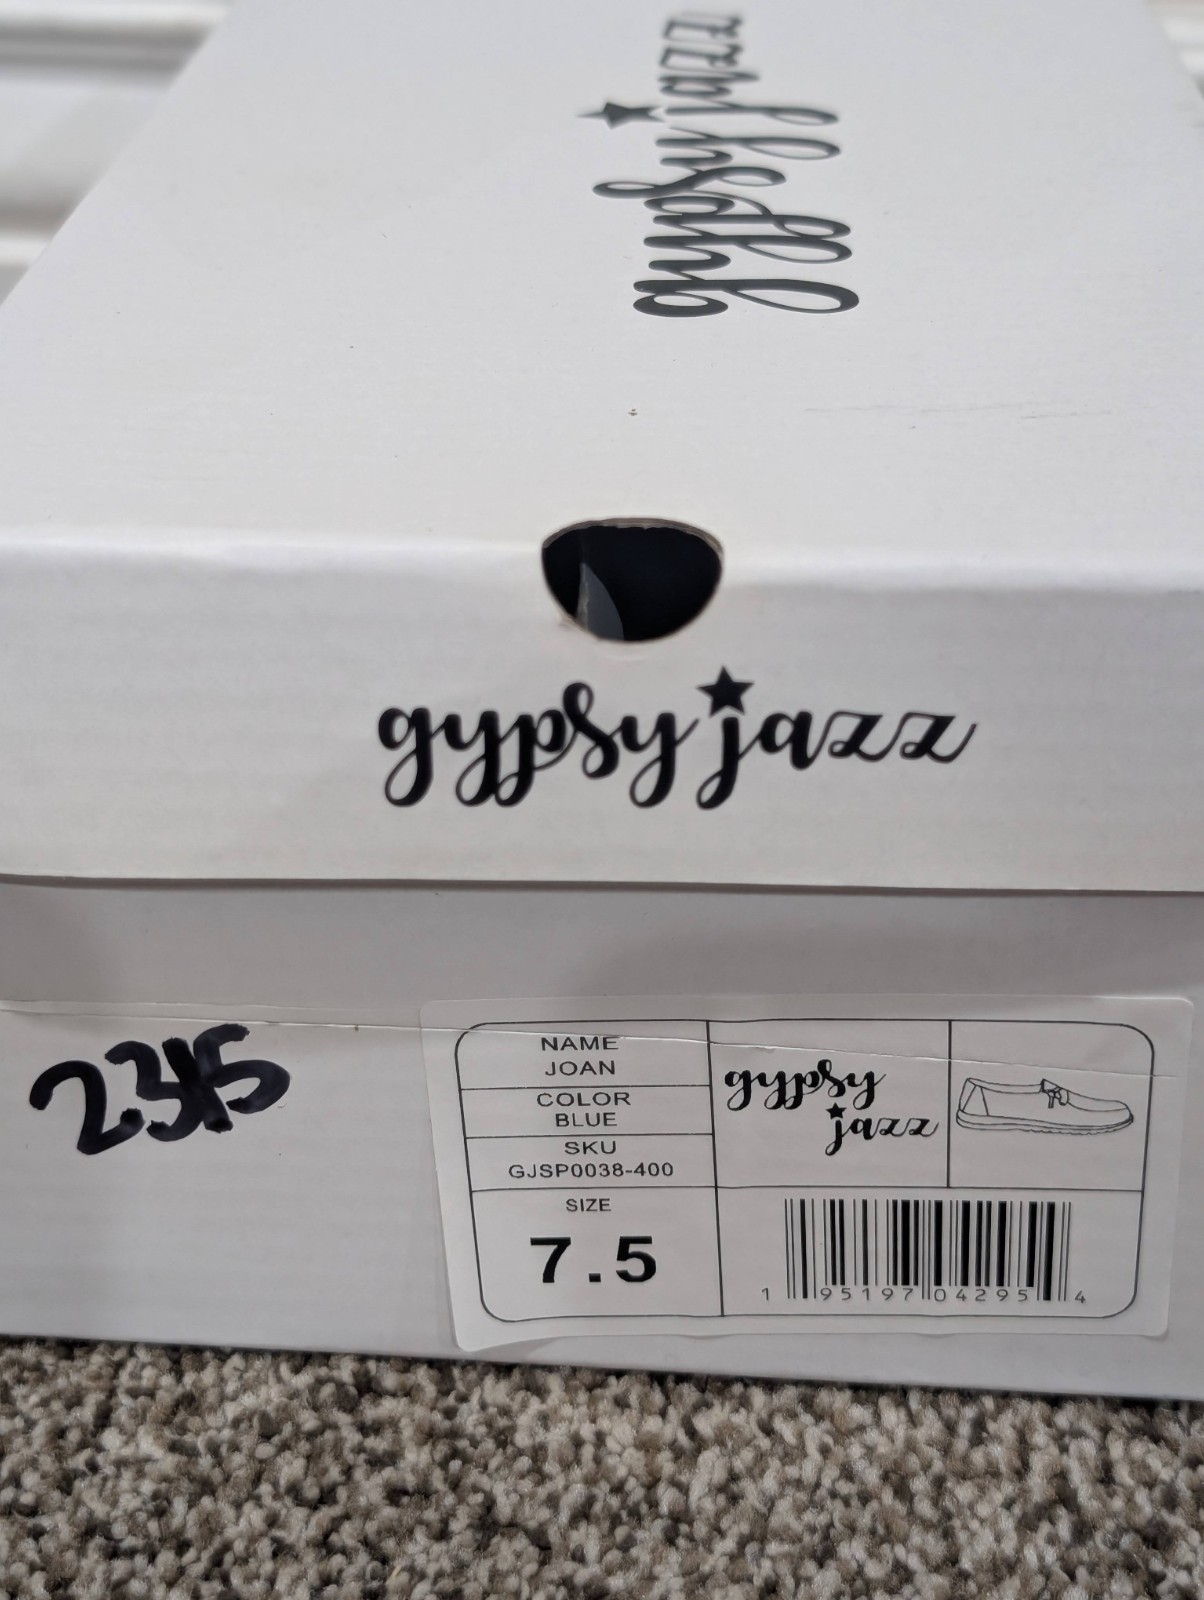 gypsy jazz
gypsy jazz
2315
NAME
JOAN
COLOR
BLUE
SKU
GJSP0038-400
SIZE
7.5
gypsy
jazz
1 95197 04295 4